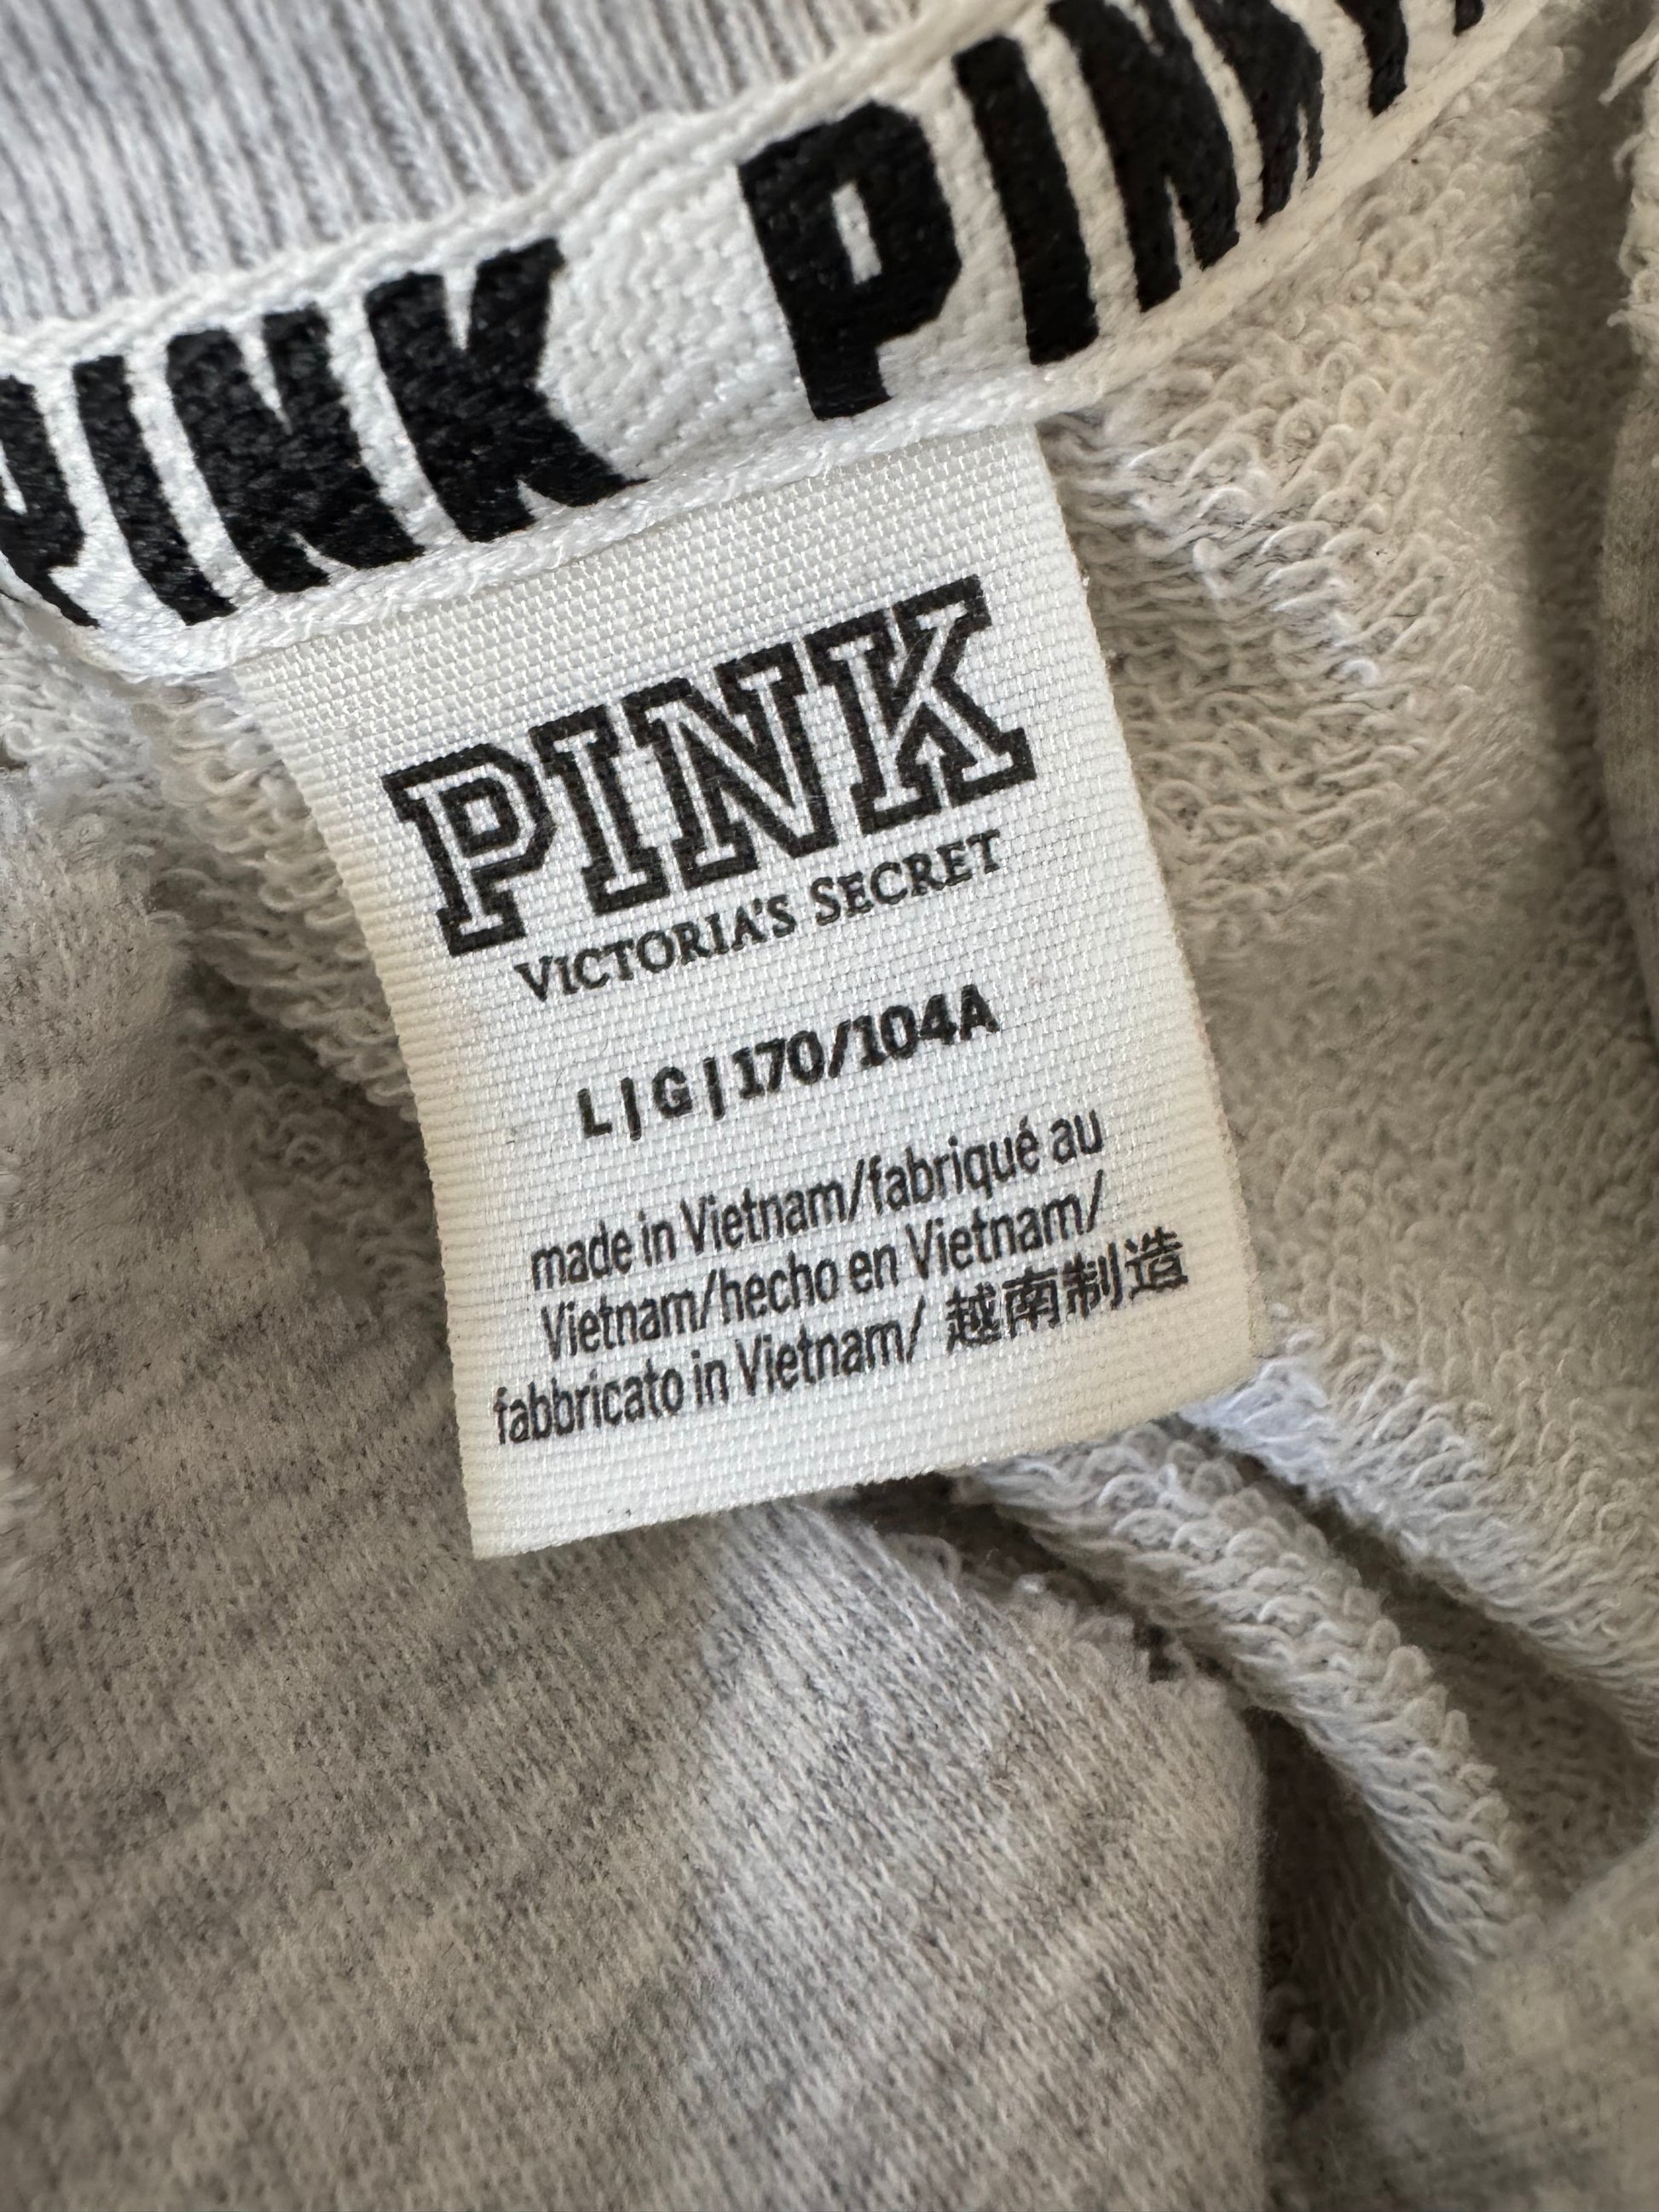 PINK PINK
PINK
VICTORIA'S SECRET
L | G | 170/104A
made in Vietnam/fabriqué au
Vietnam/hecho en Vietnam/
fabbricato in Vietnam/ 越南制造